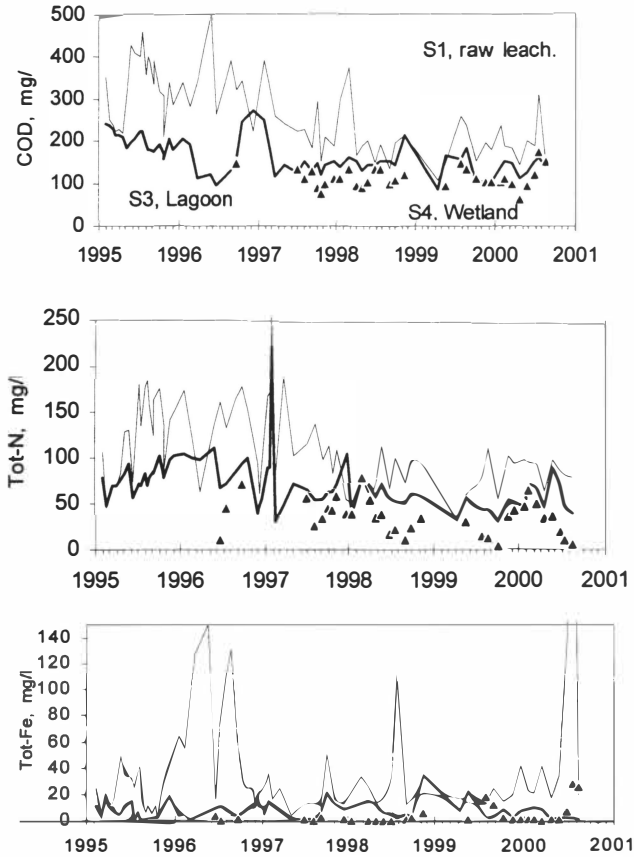 500
400
300
200
100
0
COD, mg/
S1, raw leach.
S3, Lagoon
S4. Wetland
1995 1996 1997 1998 1999 2000 2001
250
200
150
100
50
0
Tot-N, mg/l
1995 1996 1997 1998 1999 2000 2001
140
120
100
80
60
40
20
0
Tot-Fe, mg/l
1995 1996 1997 1998 1999 2000 2001